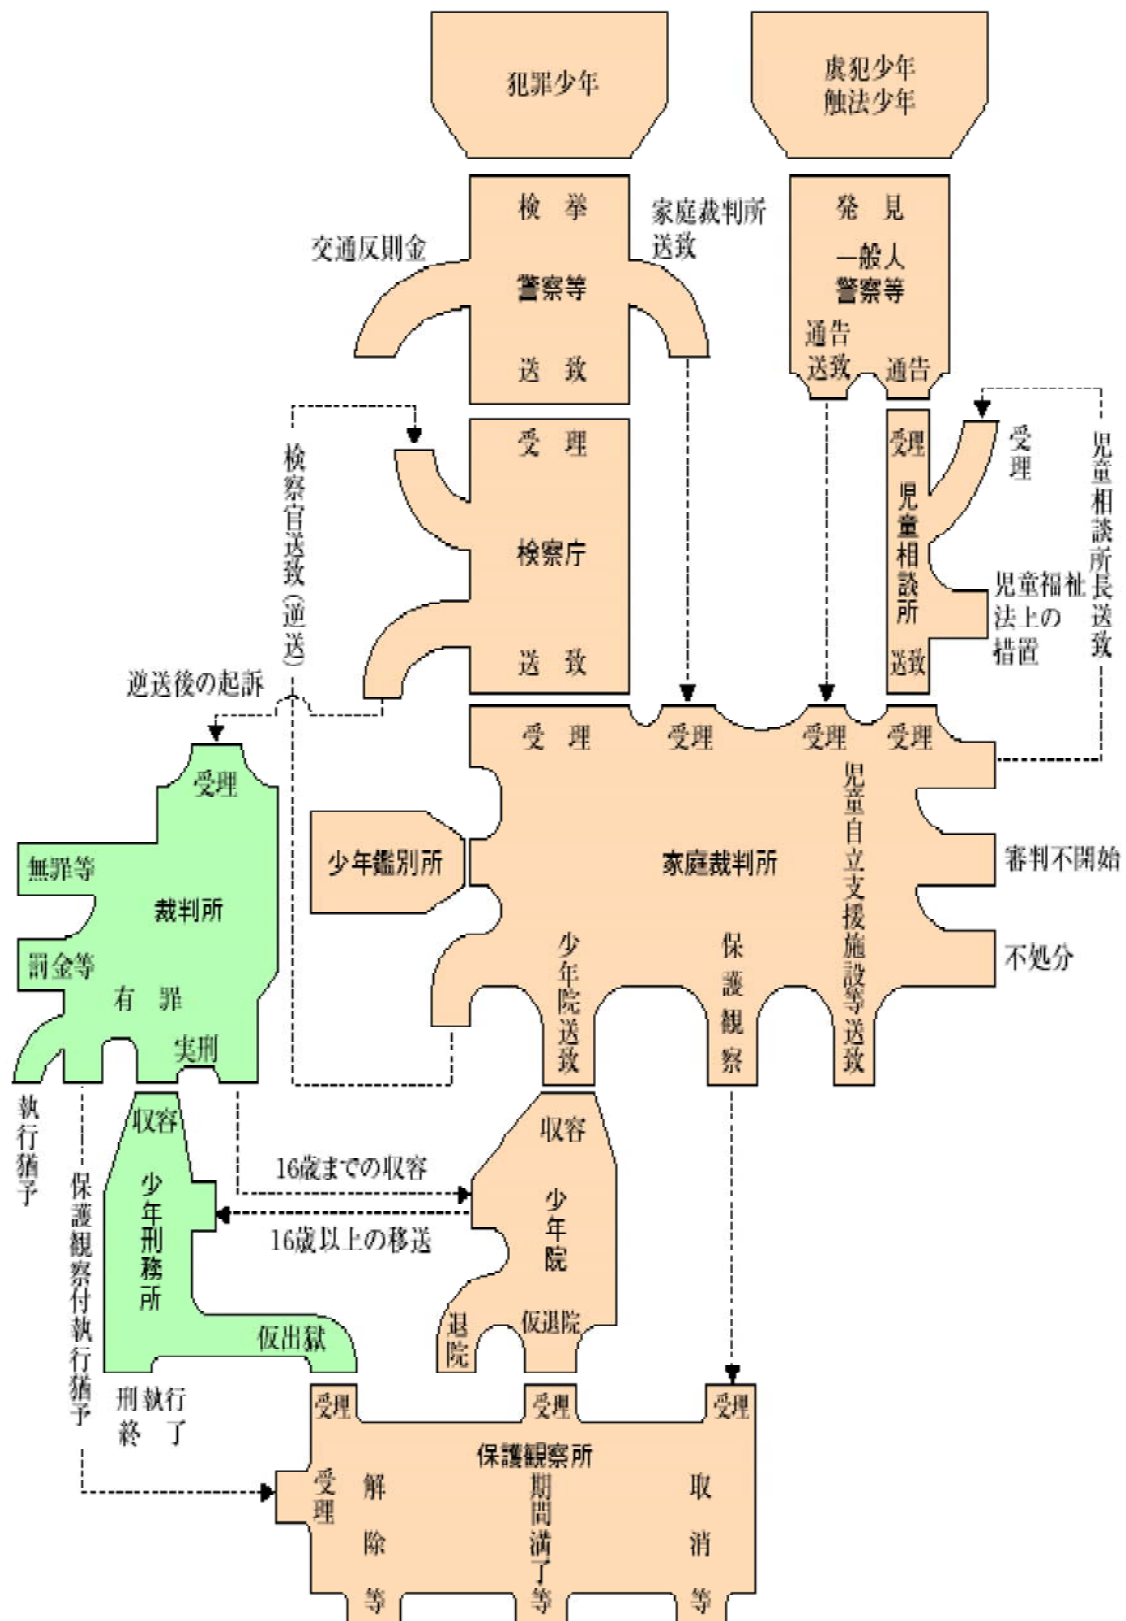 犯罪少年
虞犯少年
触法少年
検挙
警察等
送致
交通反則金
家庭裁判所
送致
発見
一般人
警察等
通告
送致
通告
受理
検察庁
送致
検察官送致（逆送）
逆送後の起訴
受理
児童相談所
送致
受理
児童福祉
法上の
措置
児童相談所長送致
受理
受理
受理
受理
家庭裁判所
児童自立支援施設等送致
保護観察
少年院送致
審判不開始
不処分
少年鑑別所
受理
無罪等
裁判所
罰金等
有罪
実刑
執行猶予
保護観察付執行猶予
収容
少年刑務所
仮出獄
刑執行
終了
16歳までの収容
16歳以上の移送
収容
少年院
退院
仮退院
受理
受理
受理
保護観察所
受理
解除等
期間満了等
取消等